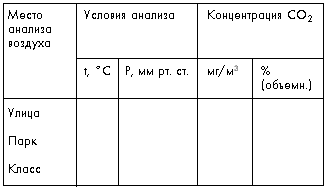 Место анализа воздуха
Условия анализа
Концентрация CO₂
t, °C
P, мм рт. ст.
мг/м³
% (объемн.)
Улица
Парк
Класс